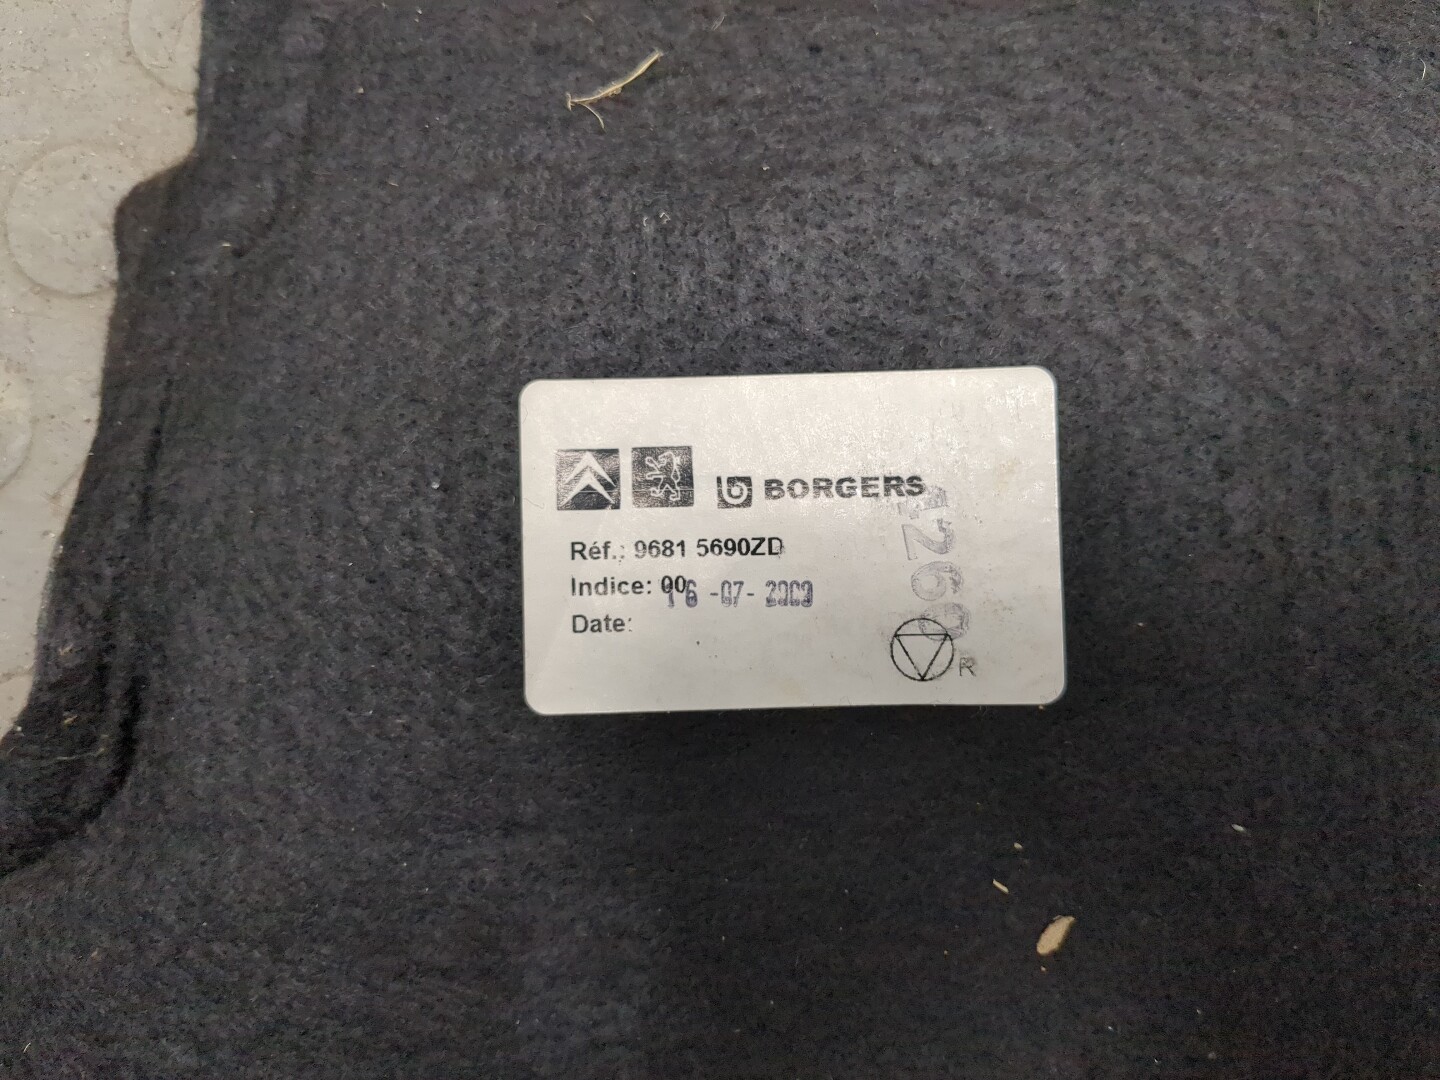 BORGERS
Réf.: 9681 5690ZD
Indice: 00
16 -07- 2009
Date:
R